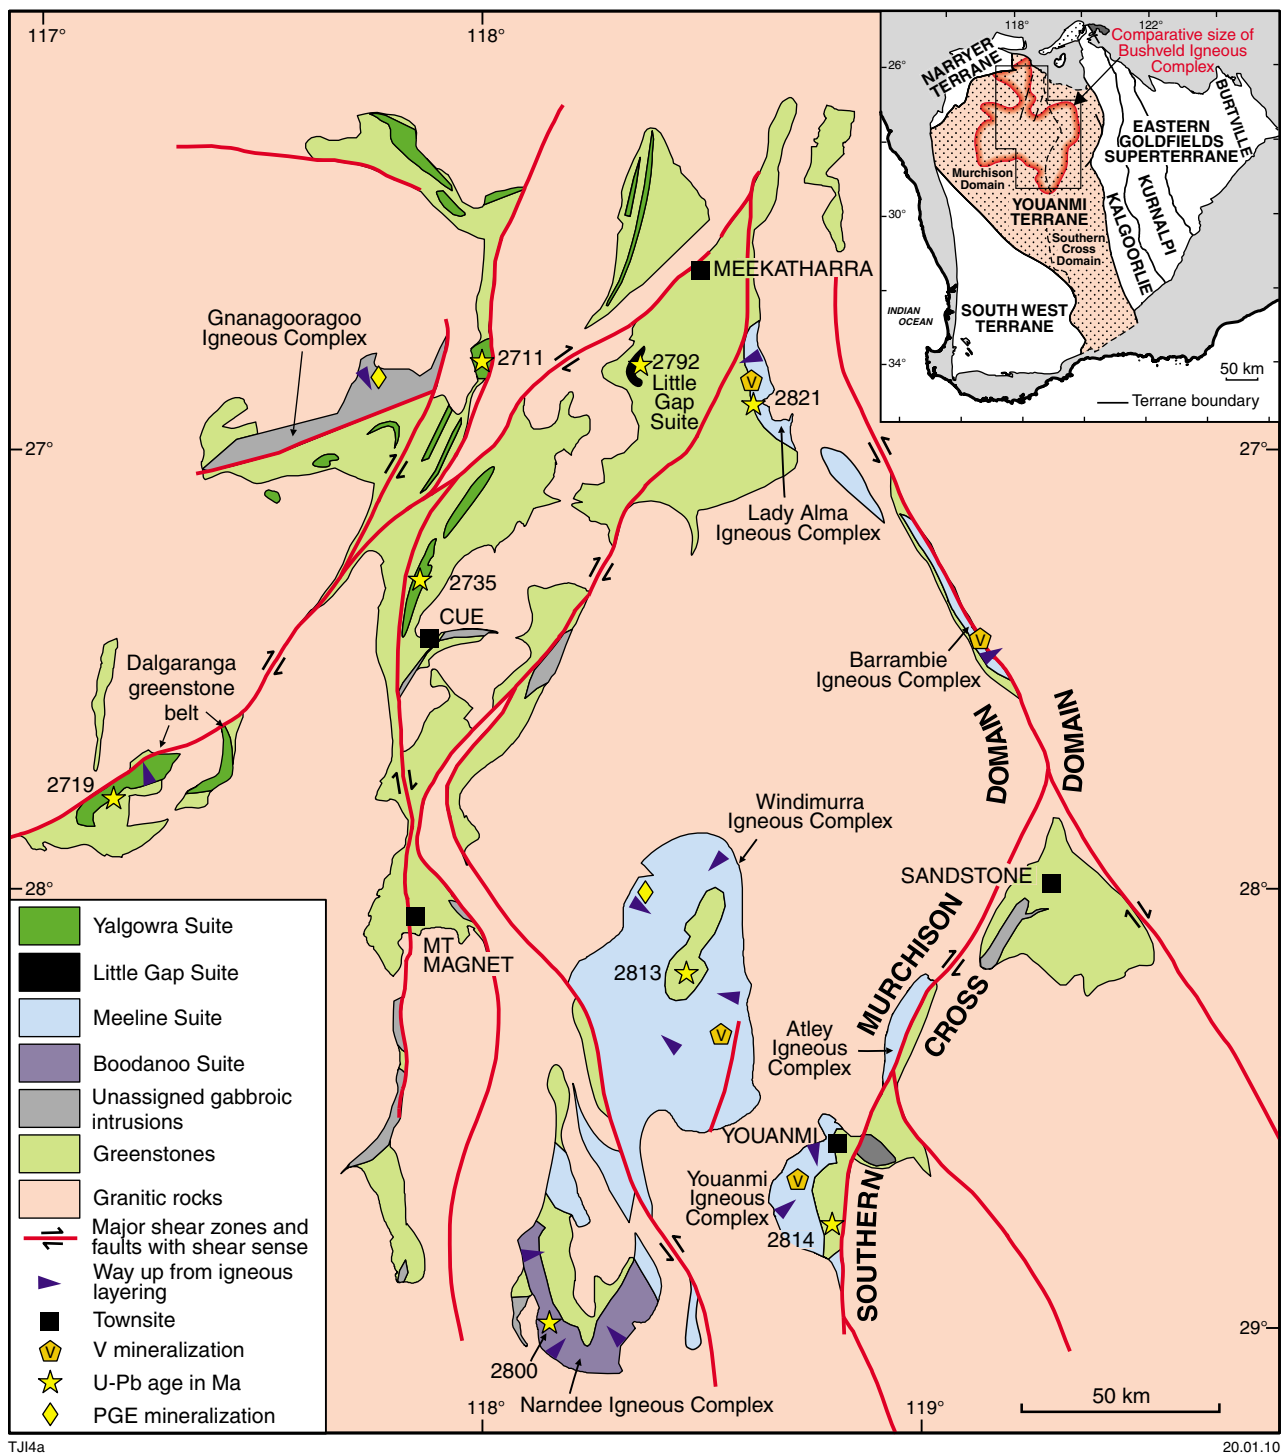 117°
118°
118°
122°
26°
30°
34°
NARRYER
TERRANE
Comparative size of
Bushveld Igneous
Complex
BURTVILLE
EASTERN
GOLDFIELDS
SUPERTERRANE
Murchison
Domain
YOUANMI
TERRANE
Southern
Cross
Domain
KURNALPI
KALGOORLIE
INDIAN
OCEAN
SOUTH WEST
TERRANE
50 km
Terrane boundary
MEEKATHARRA
Gnanagooragoo
Igneous Complex
2711
2792
Little
Gap
Suite
V
2821
27°
27°
Lady Alma
Igneous Complex
2735
CUE
V
Barrambie
Igneous Complex
Dalgaranga
greenstone
belt
2719
DOMAIN
DOMAIN
Windimurra
Igneous Complex
SANDSTONE
28°
28°
MURCHISON
CROSS
MT
MAGNET
2813
V
Atley
Igneous
Complex
YOUANMI
Youanmi
Igneous
Complex
V
2814
SOUTHERN
2800
Narndee Igneous Complex
29°
50 km
118°
119°
Yalgowra Suite
Little Gap Suite
Meeline Suite
Boodanoo Suite
Unassigned gabbroic
intrusions
Greenstones
Granitic rocks
Major shear zones and
faults with shear sense
Way up from igneous
layering
Townsite
V
V mineralization
U-Pb age in Ma
PGE mineralization
TJI4a
20.01.10